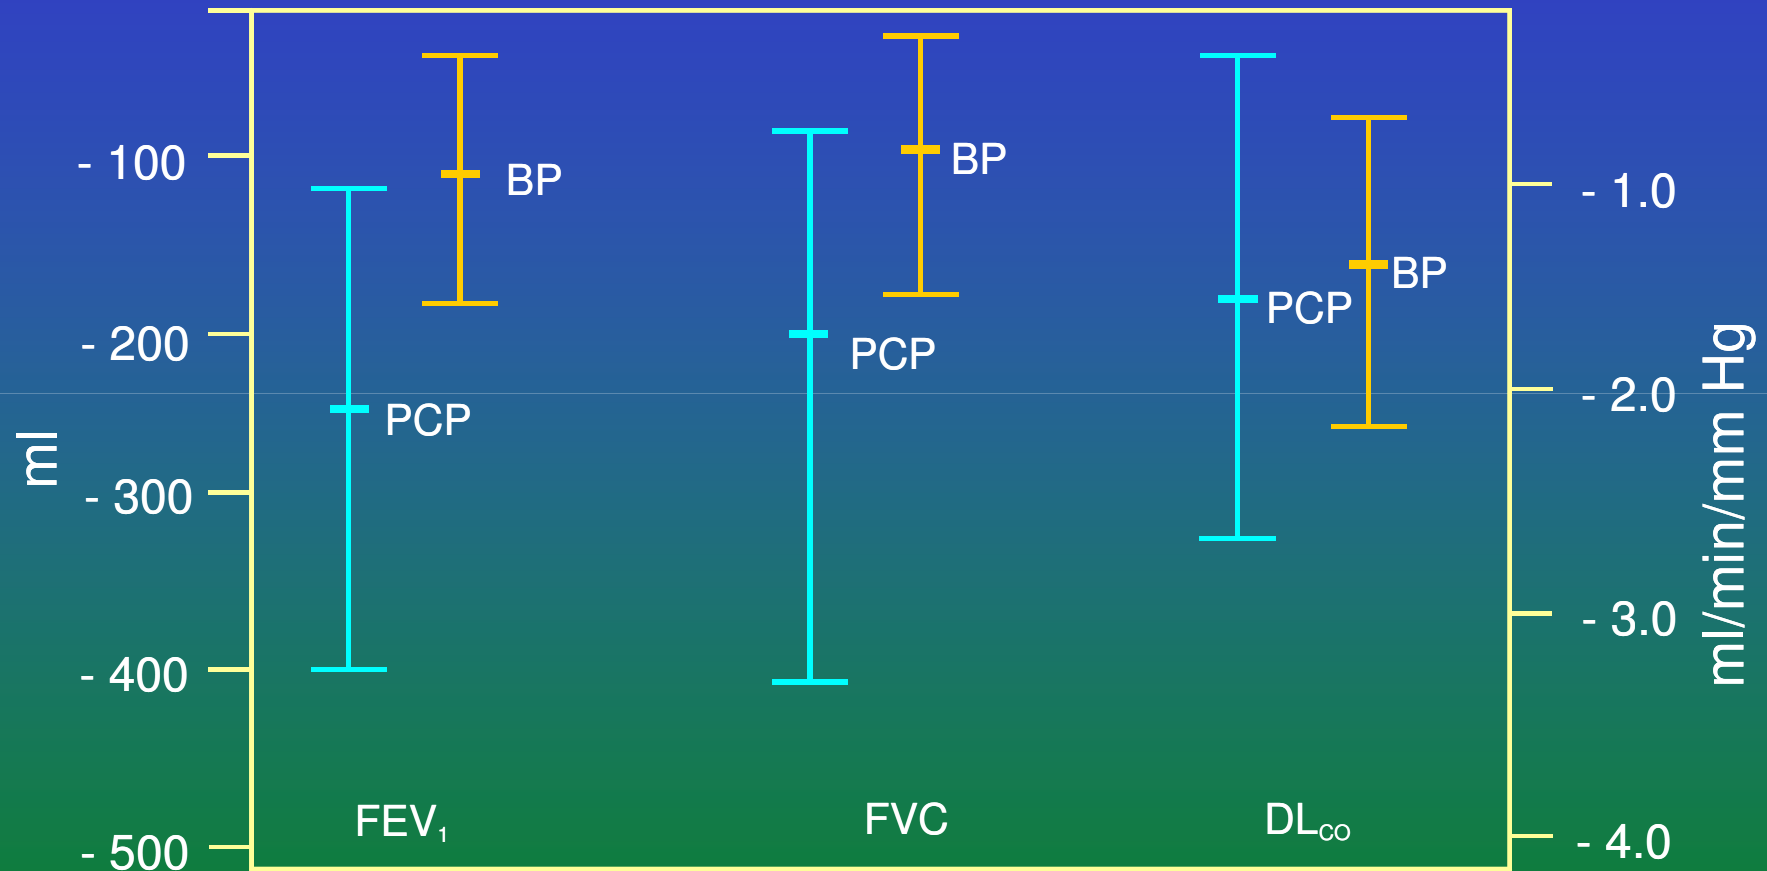 - 100
- 200
- 300
- 400
- 500
ml
BP
PCP
FEV₁
BP
PCP
FVC
PCP
BP
DLCO
- 1.0
- 2.0
- 3.0
- 4.0
ml/min/mm Hg